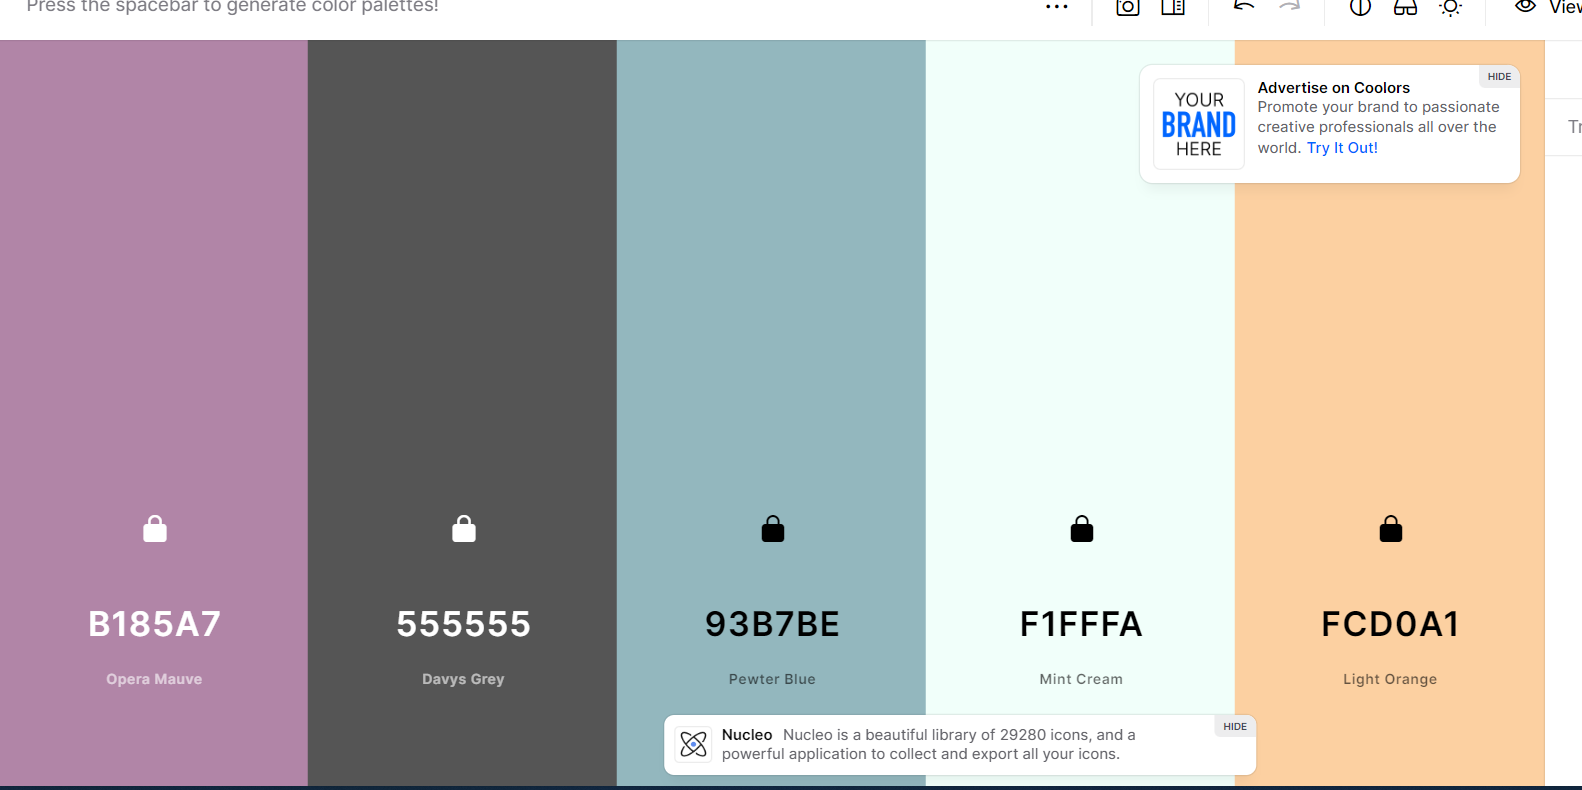 Press the spacebar to generate color palettes!
View
HIDE
YOUR
BRAND
HERE
Advertise on Coolors
Promote your brand to passionate
creative professionals all over the
world. Try It Out!
Tr
B185A7
555555
93B7BE
F1FFFA
FCD0A1
Opera Mauve
Davys Grey
Pewter Blue
Mint Cream
Light Orange
HIDE
Nucleo Nucleo is a beautiful library of 29280 icons, and a
powerful application to collect and export all your icons.